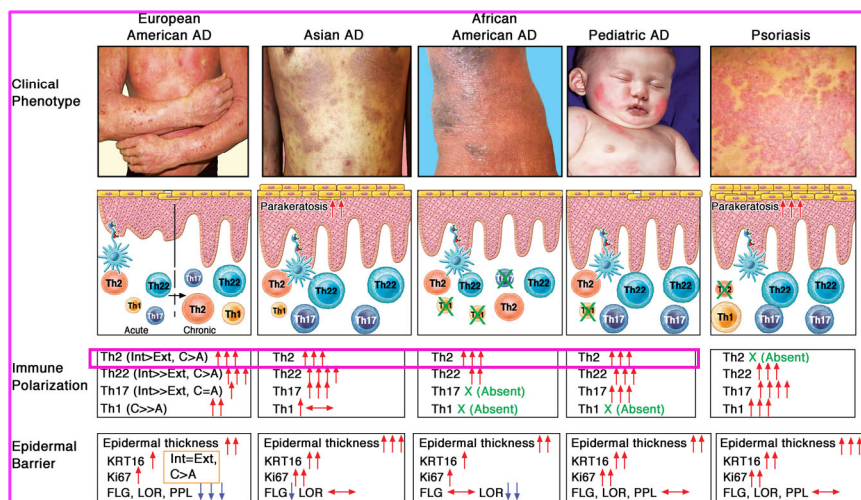 European American AD
Asian AD
African American AD
Pediatric AD
Psoriasis
Clinical Phenotype
Parakeratosis
Parakeratosis
Th2
Th22
Th1
Th17
Acute
Th17
Th22
Th2
Th1
Chronic
Th2
Th22
Th1
Th17
Th2
Th22
Th17
Th1
Th1
Th2
Th2
Th22
Th1
Th17
Th2
Th22
Th1
Th17
Immune Polarization
Th2 (Int>Ext, C>A)
Th22 (Int>>Ext, C>A)
Th17 (Int>>Ext, C=A)
Th1 (C>>A)
Th2
Th22
Th17
Th1
Th2
Th22
Th17 X (Absent)
Th1 X (Absent)
Th2
Th22
Th17
Th1 X (Absent)
Th2 X (Absent)
Th22
Th17
Th1
Epidermal Barrier
Epidermal thickness
KRT16
Ki67
Int=Ext,
C>A
FLG, LOR, PPL
Epidermal thickness
KRT16
Ki67
FLG LOR
Epidermal thickness
KRT16
Ki67
FLG LOR
Epidermal thickness
KRT16
Ki67
FLG, LOR, PPL
Epidermal thickness
KRT16
Ki67
FLG, LOR, PPL